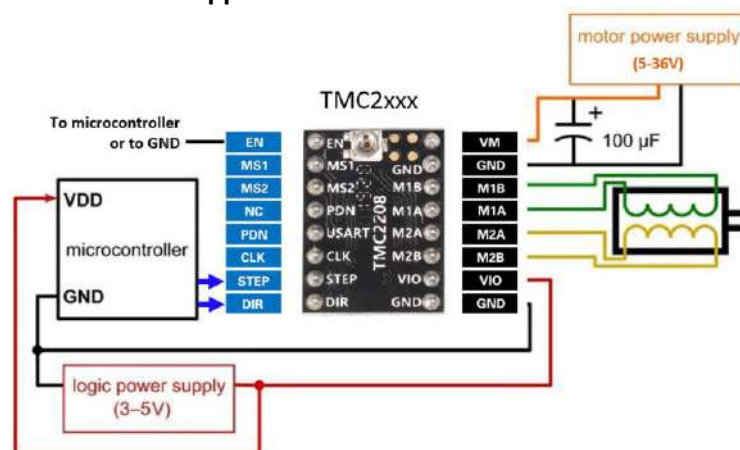 motor power supply
(5-36V)
TMC2xxx
To microcontroller
or to GND
100 µF
+
EN
MS1
MS2
NC
PDN
CLK
STEP
DIR
EN
MS1
MS2
PDN
USART
CLK
STEP
DIR
TMC2208
GND
M1B
M1A
M2A
M2B
VIO
GND
VM
GND
M1B
M1A
M2A
M2B
VIO
GND
VDD
microcontroller
GND
logic power supply
(3–5V)